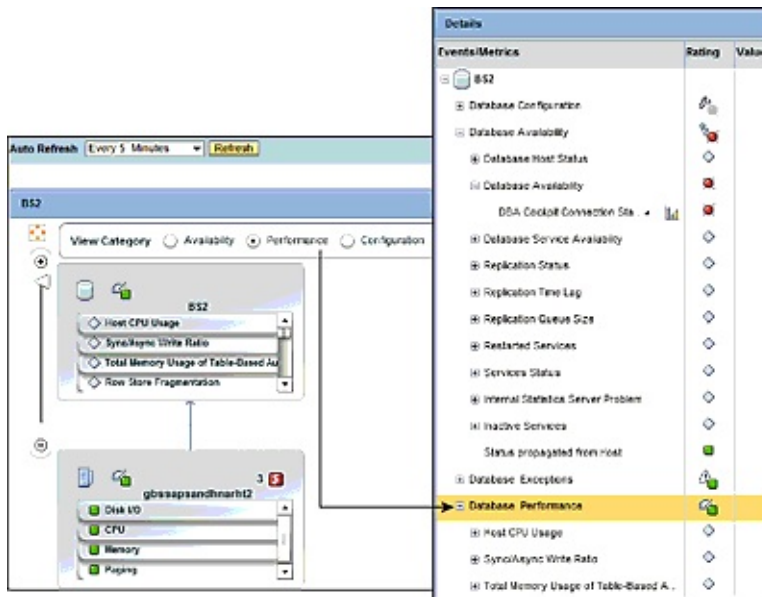 Auto Refresh Every 5 Minutes Refresh
BS2
View Category Availability Performance Configuration
BS2
Host CPU Usage
Sync/Async Write Ratio
Total Memory Usage of Table-Based Au
Row Store Fragmentation
3
gbssapsandhnarht2
Disk I/O
CPU
Memory
Paging
Details
Events/Metrics Rating Valu
BS2
Database Configuration
Database Availability
Database Host Status
Database Availability
DBA Cockpit Connection Sta...
Database Service Availability
Replication Status
Replication Time Lag
Replication Queue Size
Restarted Services
Services Status
Internal Statistics Server Problem
Inactive Services
Status propagated from Host
Database Exceptions
Database Performance
Host CPU Usage
Sync/Async Write Ratio
Total Memory Usage of Table-Based A..